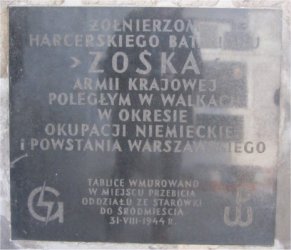 ŻOŁNIERZOM
HARCERSKIEGO BATALIONU
>ZOŚKA<
ARMII KRAJOWEJ
POLEGŁYM W WALKACH
W OKRESIE
OKUPACJI NIEMIECKIEJ
I POWSTANIA WARSZAWSKIEGO
TABLICE WMUROWANO
W MIEJSCU PRZEBICIA
ODDZIAŁU ZE STARÓWKI
DO ŚRÓDMIEŚCIA
31-VIII-1944 R.